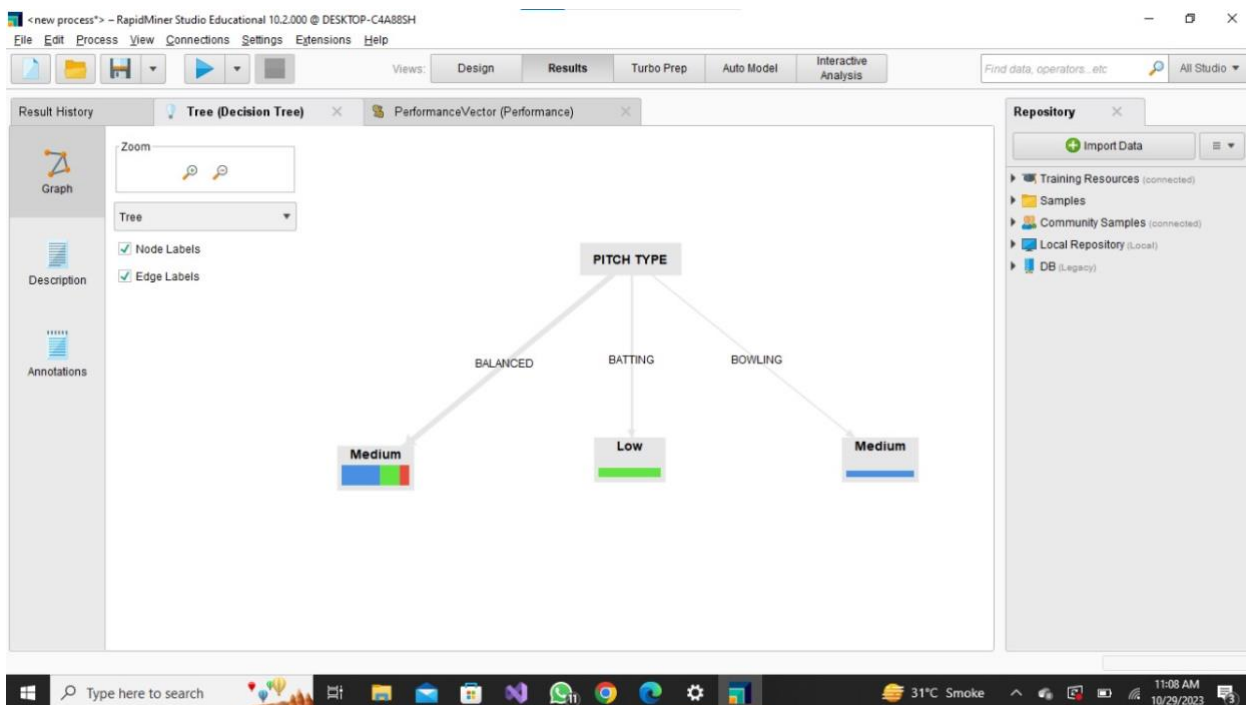 <new process*> – RapidMiner Studio Educational 10.2.000 @ DESKTOP-C4A88SH
File Edit Process View Connections Settings Extensions Help
Views: Design Results Turbo Prep Auto Model Interactive Analysis Find data, operators...etc All Studio
Result History Tree (Decision Tree) PerformanceVector (Performance) Repository
Zoom
Graph
Tree
Node Labels
Edge Labels
Description
Annotations
PITCH TYPE
BALANCED BATTING BOWLING
Medium Low Medium
Import Data
Training Resources (connected)
Samples
Community Samples (connected)
Local Repository (Local)
DB (Legacy)
Type here to search 31°C Smoke 11:08 AM
10/29/2023